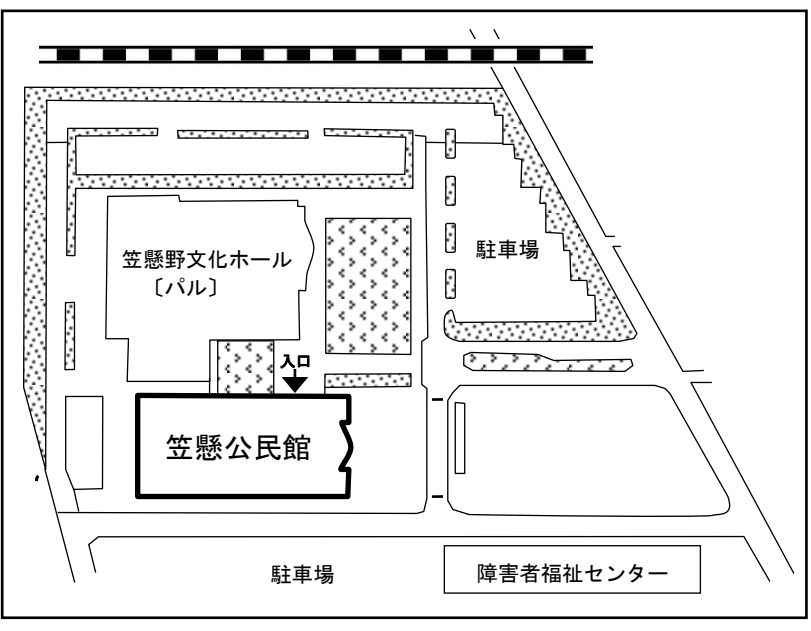 笠懸野文化ホール
〔パル〕
駐車場
入口
笠懸公民館
駐車場
障害者福祉センター